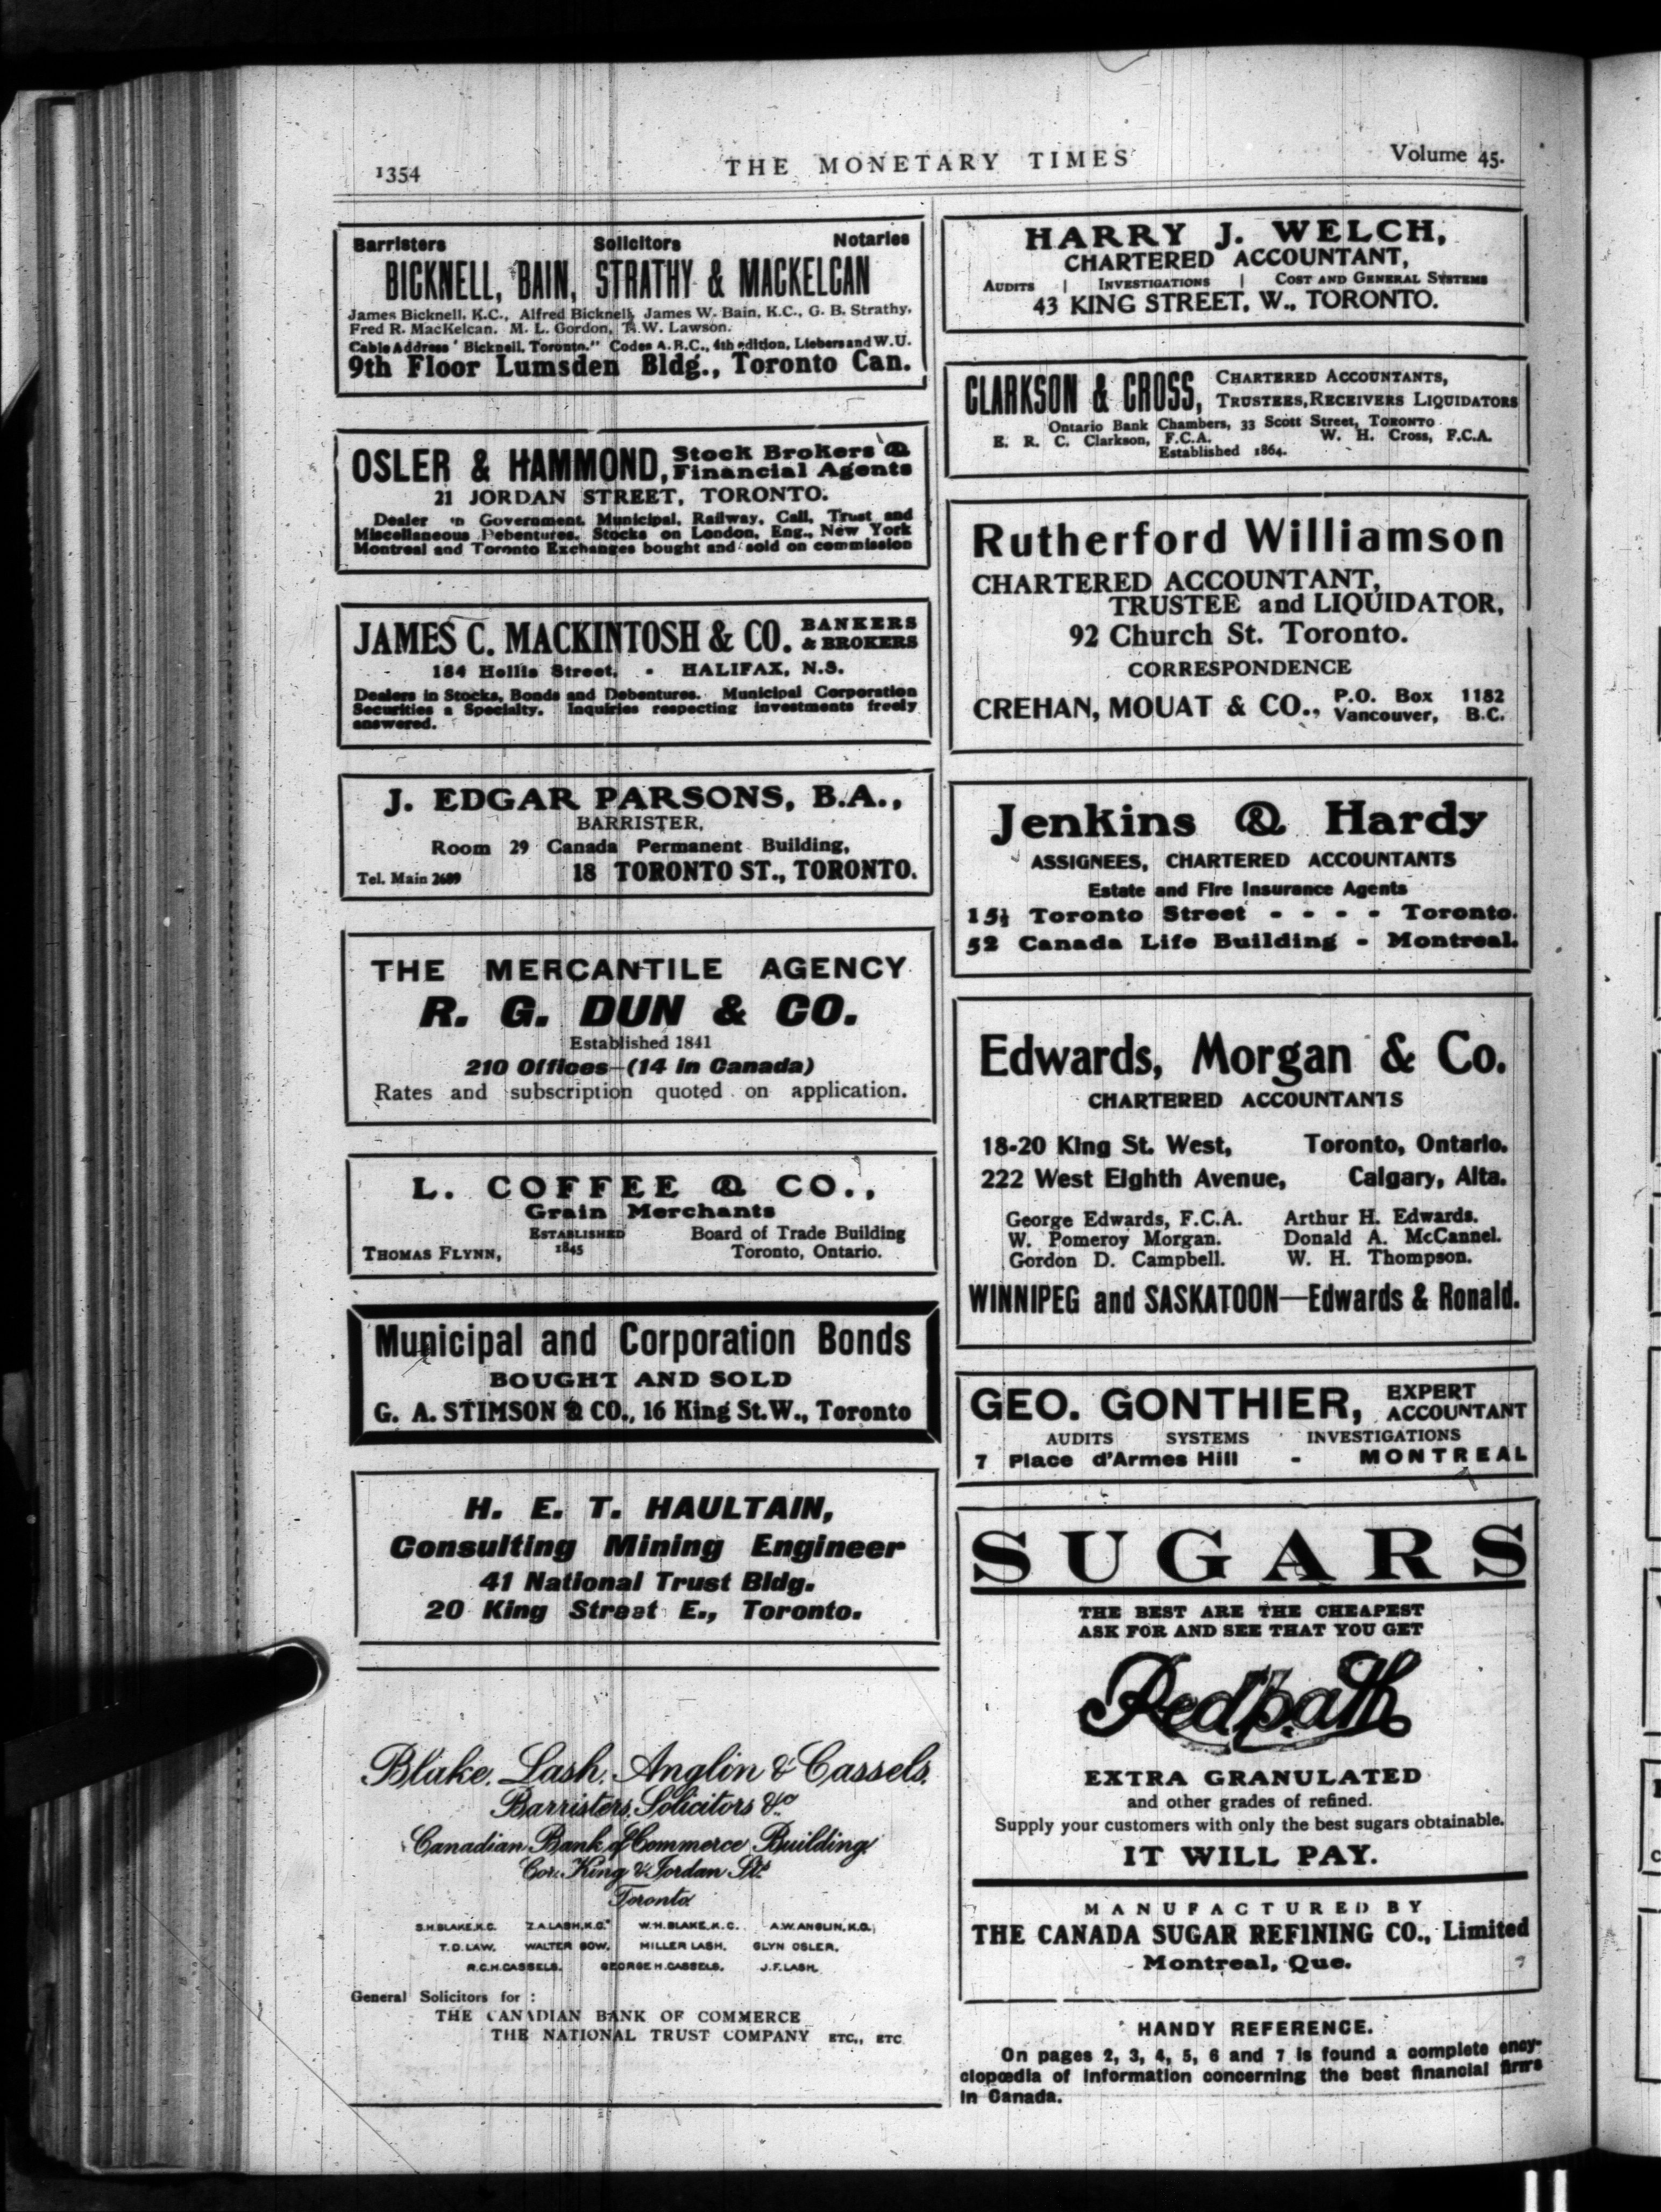 1354
THE MONETARY TIMES
Volume 45.
Barristers Solicitors Notaries
BICKNELL, BAIN, STRATHY & MACKELCAN
James Bicknell, K.C., Alfred Bicknell, James W. Bain, K.C., G. B. Strathy,
Fred R. MacKelcan. M. L. Gordon, T. W. Lawson.
Cable Address ' Bicknell, Toronto." Codes A.B.C., 4th edition, Liebers and W.U.
9th Floor Lumsden Bldg., Toronto Can.
OSLER & HAMMOND, Stock Brokers &
Financial Agents
21 JORDAN STREET, TORONTO.
Dealer in Government, Municipal, Railway, Call, Trust and
Miscellaneous Debentures. Stocks on London, Eng., New York
Montreal and Toronto Exchanges bought and sold on commission
JAMES C. MACKINTOSH & CO. BANKERS
& BROKERS
184 Hollis Street, - HALIFAX, N.S.
Dealers in Stocks, Bonds and Debentures. Municipal Corporation
Securities a Specialty. Inquiries respecting investments freely
answered.
J. EDGAR PARSONS, B.A.,
BARRISTER,
Room 29 Canada Permanent Building,
Tel. Main 2689 18 TORONTO ST., TORONTO.
THE MERCANTILE AGENCY
R. G. DUN & CO.
Established 1841
210 Offices—(14 in Canada)
Rates and subscription quoted on application.
L. COFFEE & CO.,
Grain Merchants
ESTABLISHED Board of Trade Building
THOMAS FLYNN, 1845 Toronto, Ontario.
Municipal and Corporation Bonds
BOUGHT AND SOLD
G. A. STIMSON & CO., 16 King St. W., Toronto
H. E. T. HAULTAIN,
Consulting Mining Engineer
41 National Trust Bldg.
20 King Street E., Toronto.
Blake, Lash, Anglin & Cassels,
Barristers, Solicitors &c
Canadian Bank of Commerce Building
Cor. King & Jordan Sts
Toronto
S.H.BLAKE,K.C. Z.A.LASH,K.C. W.H.BLAKE,K.C. A.W.ANGLIN,K.C.,
T.D.LAW. WALTER GOW. MILLER LASH. GLYN OSLER,
R.C.H.CASSELS. GEORGE H.CASSELS. J.F.LASH,
General Solicitors for :
THE CANADIAN BANK OF COMMERCE
THE NATIONAL TRUST COMPANY ETC., ETC
HARRY J. WELCH,
CHARTERED ACCOUNTANT,
AUDITS | INVESTIGATIONS | COST AND GENERAL SYSTEMS
43 KING STREET, W., TORONTO.
CLARKSON & CROSS, CHARTERED ACCOUNTANTS,
TRUSTEES, RECEIVERS LIQUIDATORS
Ontario Bank Chambers, 33 Scott Street, TORONTO
E. R. C. Clarkson, F.C.A. W. H. Cross, F.C.A.
Established 1864.
Rutherford Williamson
CHARTERED ACCOUNTANT,
TRUSTEE and LIQUIDATOR,
92 Church St. Toronto.
CORRESPONDENCE
CREHAN, MOUAT & CO., P.O. Box 1182
Vancouver, B.C.
Jenkins & Hardy
ASSIGNEES, CHARTERED ACCOUNTANTS
Estate and Fire Insurance Agents
15½ Toronto Street - - - - Toronto.
52 Canada Life Building - Montreal.
Edwards, Morgan & Co.
CHARTERED ACCOUNTANTS
18-20 King St. West, Toronto, Ontario.
222 West Eighth Avenue, Calgary, Alta.
George Edwards, F.C.A. Arthur H. Edwards.
W. Pomeroy Morgan. Donald A. McCannel.
Gordon D. Campbell. W. H. Thompson.
WINNIPEG and SASKATOON—Edwards & Ronald.
GEO. GONTHIER, EXPERT
ACCOUNTANT
AUDITS SYSTEMS INVESTIGATIONS
7 Place d'Armes Hill - MONTREAL
SUGARS
THE BEST ARE THE CHEAPEST
ASK FOR AND SEE THAT YOU GET
Redpath
EXTRA GRANULATED
and other grades of refined.
Supply your customers with only the best sugars obtainable.
IT WILL PAY.
MANUFACTURED BY
THE CANADA SUGAR REFINING CO., Limited
Montreal, Que.
HANDY REFERENCE.
On pages 2, 3, 4, 5, 6 and 7 is found a complete ency-
clopœdia of information concerning the best financial firms
in Canada.